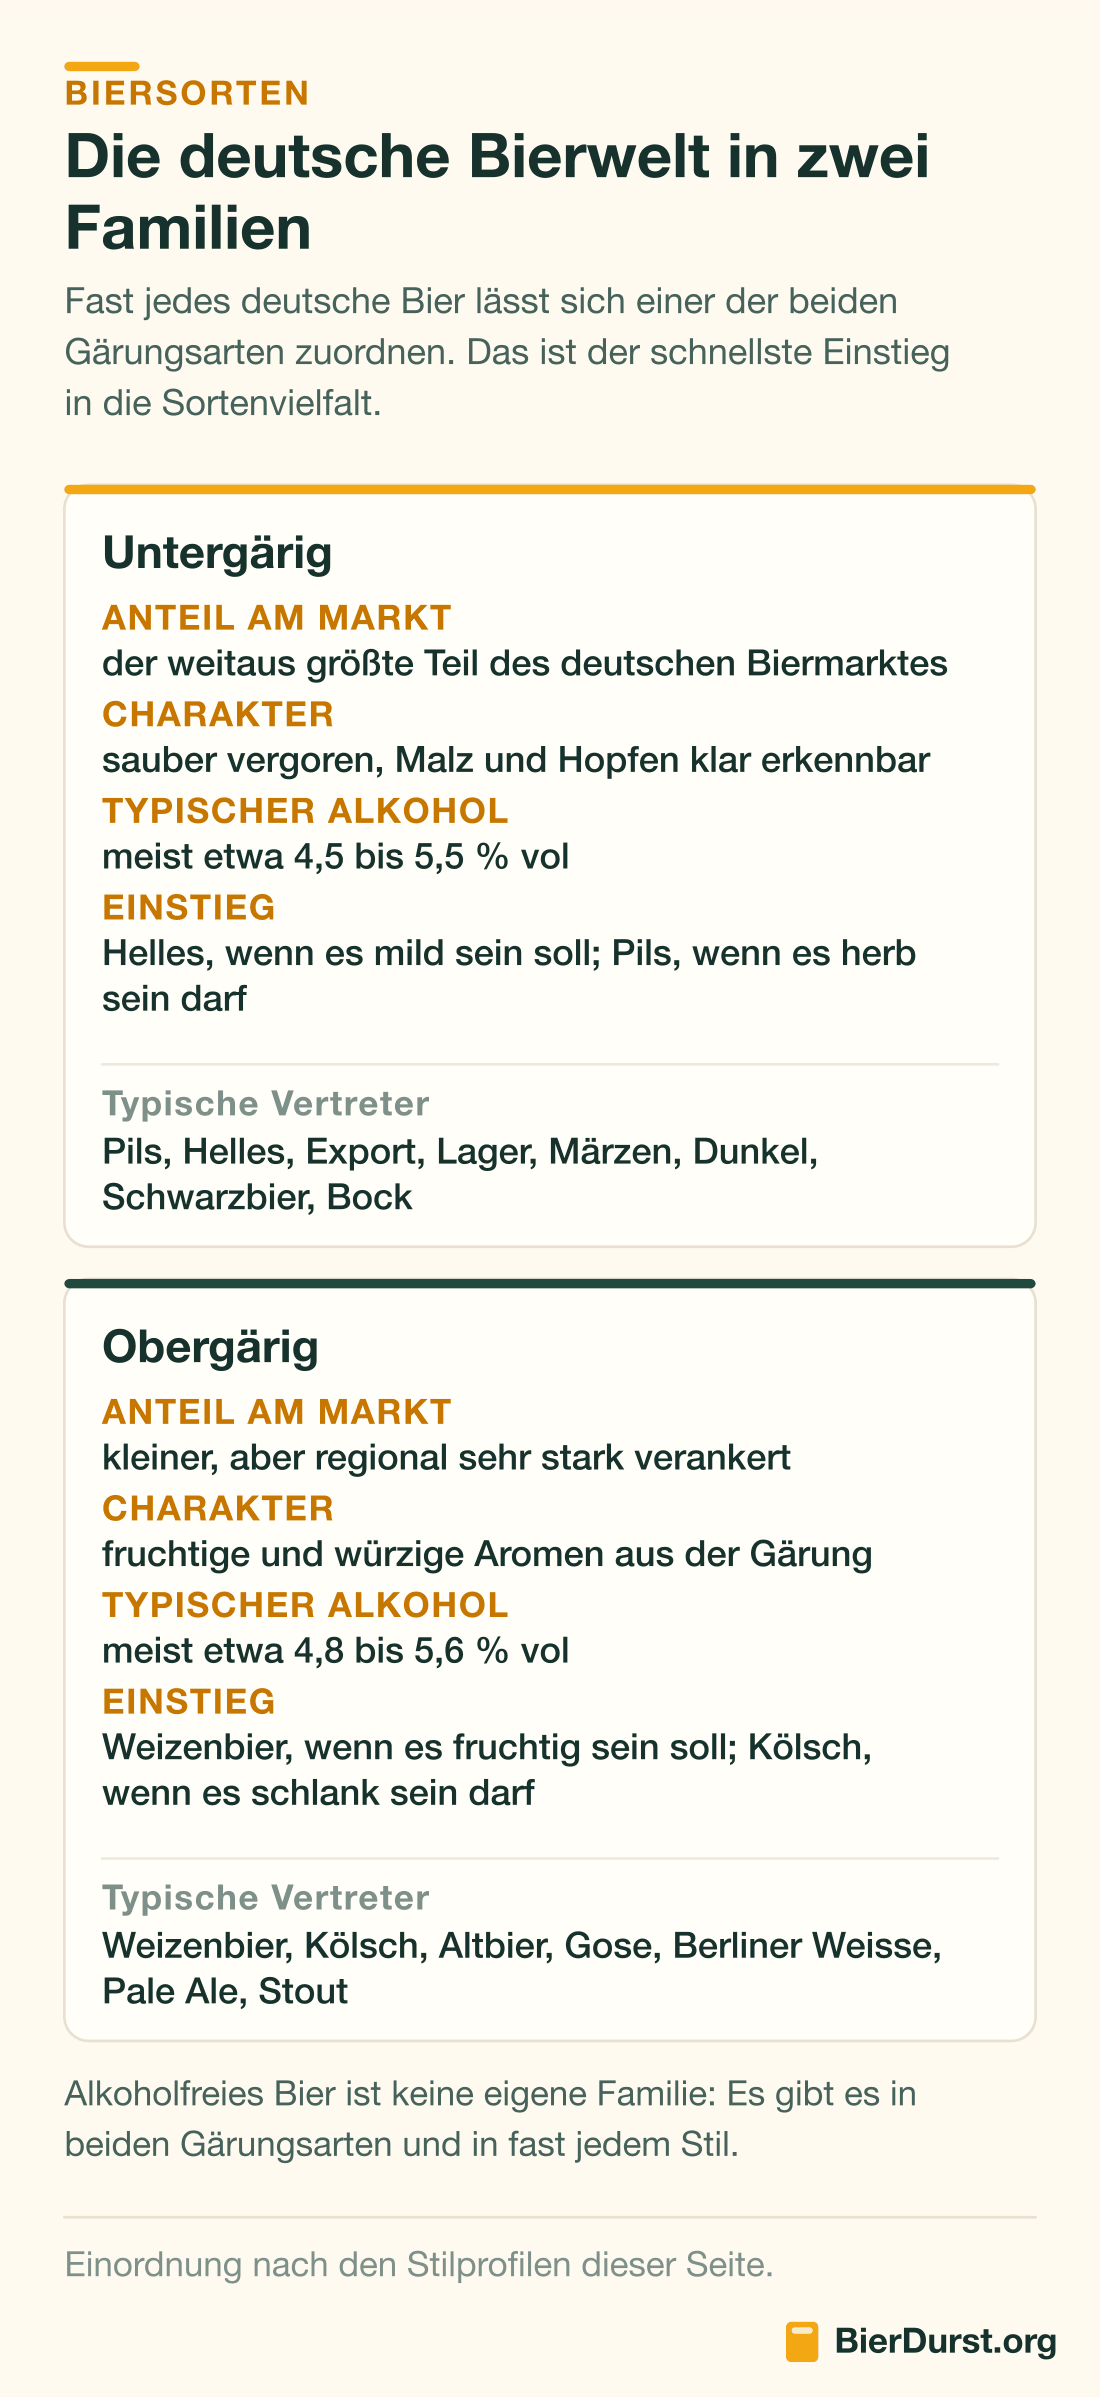 BIERSORTEN
Die deutsche Bierwelt in zwei
Familien
Fast jedes deutsche Bier lässt sich einer der beiden
Gärungsarten zuordnen. Das ist der schnellste Einstieg
in die Sortenvielfalt.
Untergärig
ANTEIL AM MARKT
der weitaus größte Teil des deutschen Biermarktes
CHARAKTER
sauber vergoren, Malz und Hopfen klar erkennbar
TYPISCHER ALKOHOL
meist etwa 4,5 bis 5,5 % vol
EINSTIEG
Helles, wenn es mild sein soll; Pils, wenn es herb
sein darf
Typische Vertreter
Pils, Helles, Export, Lager, Märzen, Dunkel,
Schwarzbier, Bock
Obergärig
ANTEIL AM MARKT
kleiner, aber regional sehr stark verankert
CHARAKTER
fruchtige und würzige Aromen aus der Gärung
TYPISCHER ALKOHOL
meist etwa 4,8 bis 5,6 % vol
EINSTIEG
Weizenbier, wenn es fruchtig sein soll; Kölsch,
wenn es schlank sein darf
Typische Vertreter
Weizenbier, Kölsch, Altbier, Gose, Berliner Weisse,
Pale Ale, Stout
Alkoholfreies Bier ist keine eigene Familie: Es gibt es in
beiden Gärungsarten und in fast jedem Stil.
Einordnung nach den Stilprofilen dieser Seite.
BierDurst.org